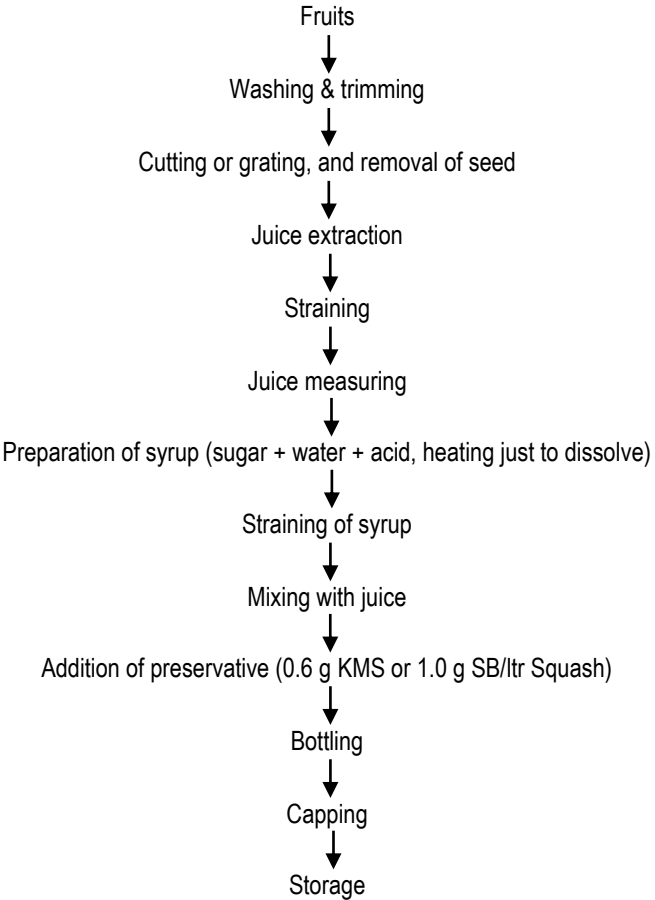 Fruits
Washing & trimming
Cutting or grating, and removal of seed
Juice extraction
Straining
Juice measuring
Preparation of syrup (sugar + water + acid, heating just to dissolve)
Straining of syrup
Mixing with juice
Addition of preservative (0.6 g KMS or 1.0 g SB/ltr Squash)
Bottling
Capping
Storage